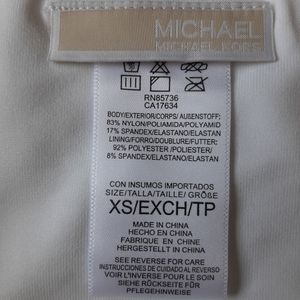 MICHAEL
MICHAEL KORS
RN85736
CA17634
BODY/EXTERIOR/CORPS/ AUßENSTOFF:
83% NYLON/POLIAMIDA/POLYAMID
17% SPANDEX/ELASTANO/ELASTAN
LINING/FORRO/DOUBLURE/FUTTER:
92% POLYESTER /POLIESTER/
8% SPANDEX/ELASTANO/ELASTAN
CON INSUMOS IMPORTADOS
SIZE/TALLA/TAILLE/ GRÖßE
XS/EXCH/TP
MADE IN CHINA
HECHO EN CHINA
FABRIQUE EN CHINE
HERGESTELLT IN CHINA
SEE REVERSE FOR CARE
INSTRUCCIONES DE CUIDADO AL REVERSO
VOIR L'ENVERS POUR LE SOIN
SIEHE RÜCKSEITE FÜR
PFLEGEHINWEISE